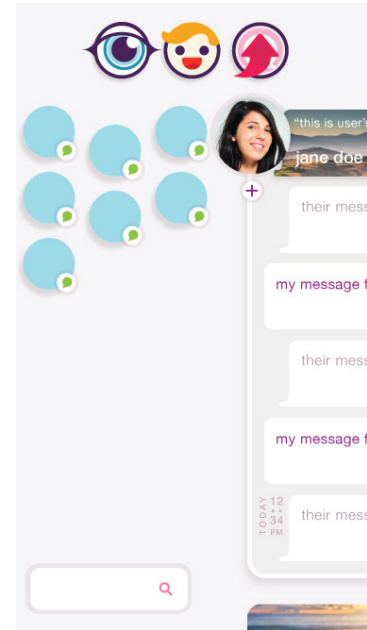 "this is user's
jane doe
their mess
my message f
their mess
my message f
TODAY
12
34
PM
their mess